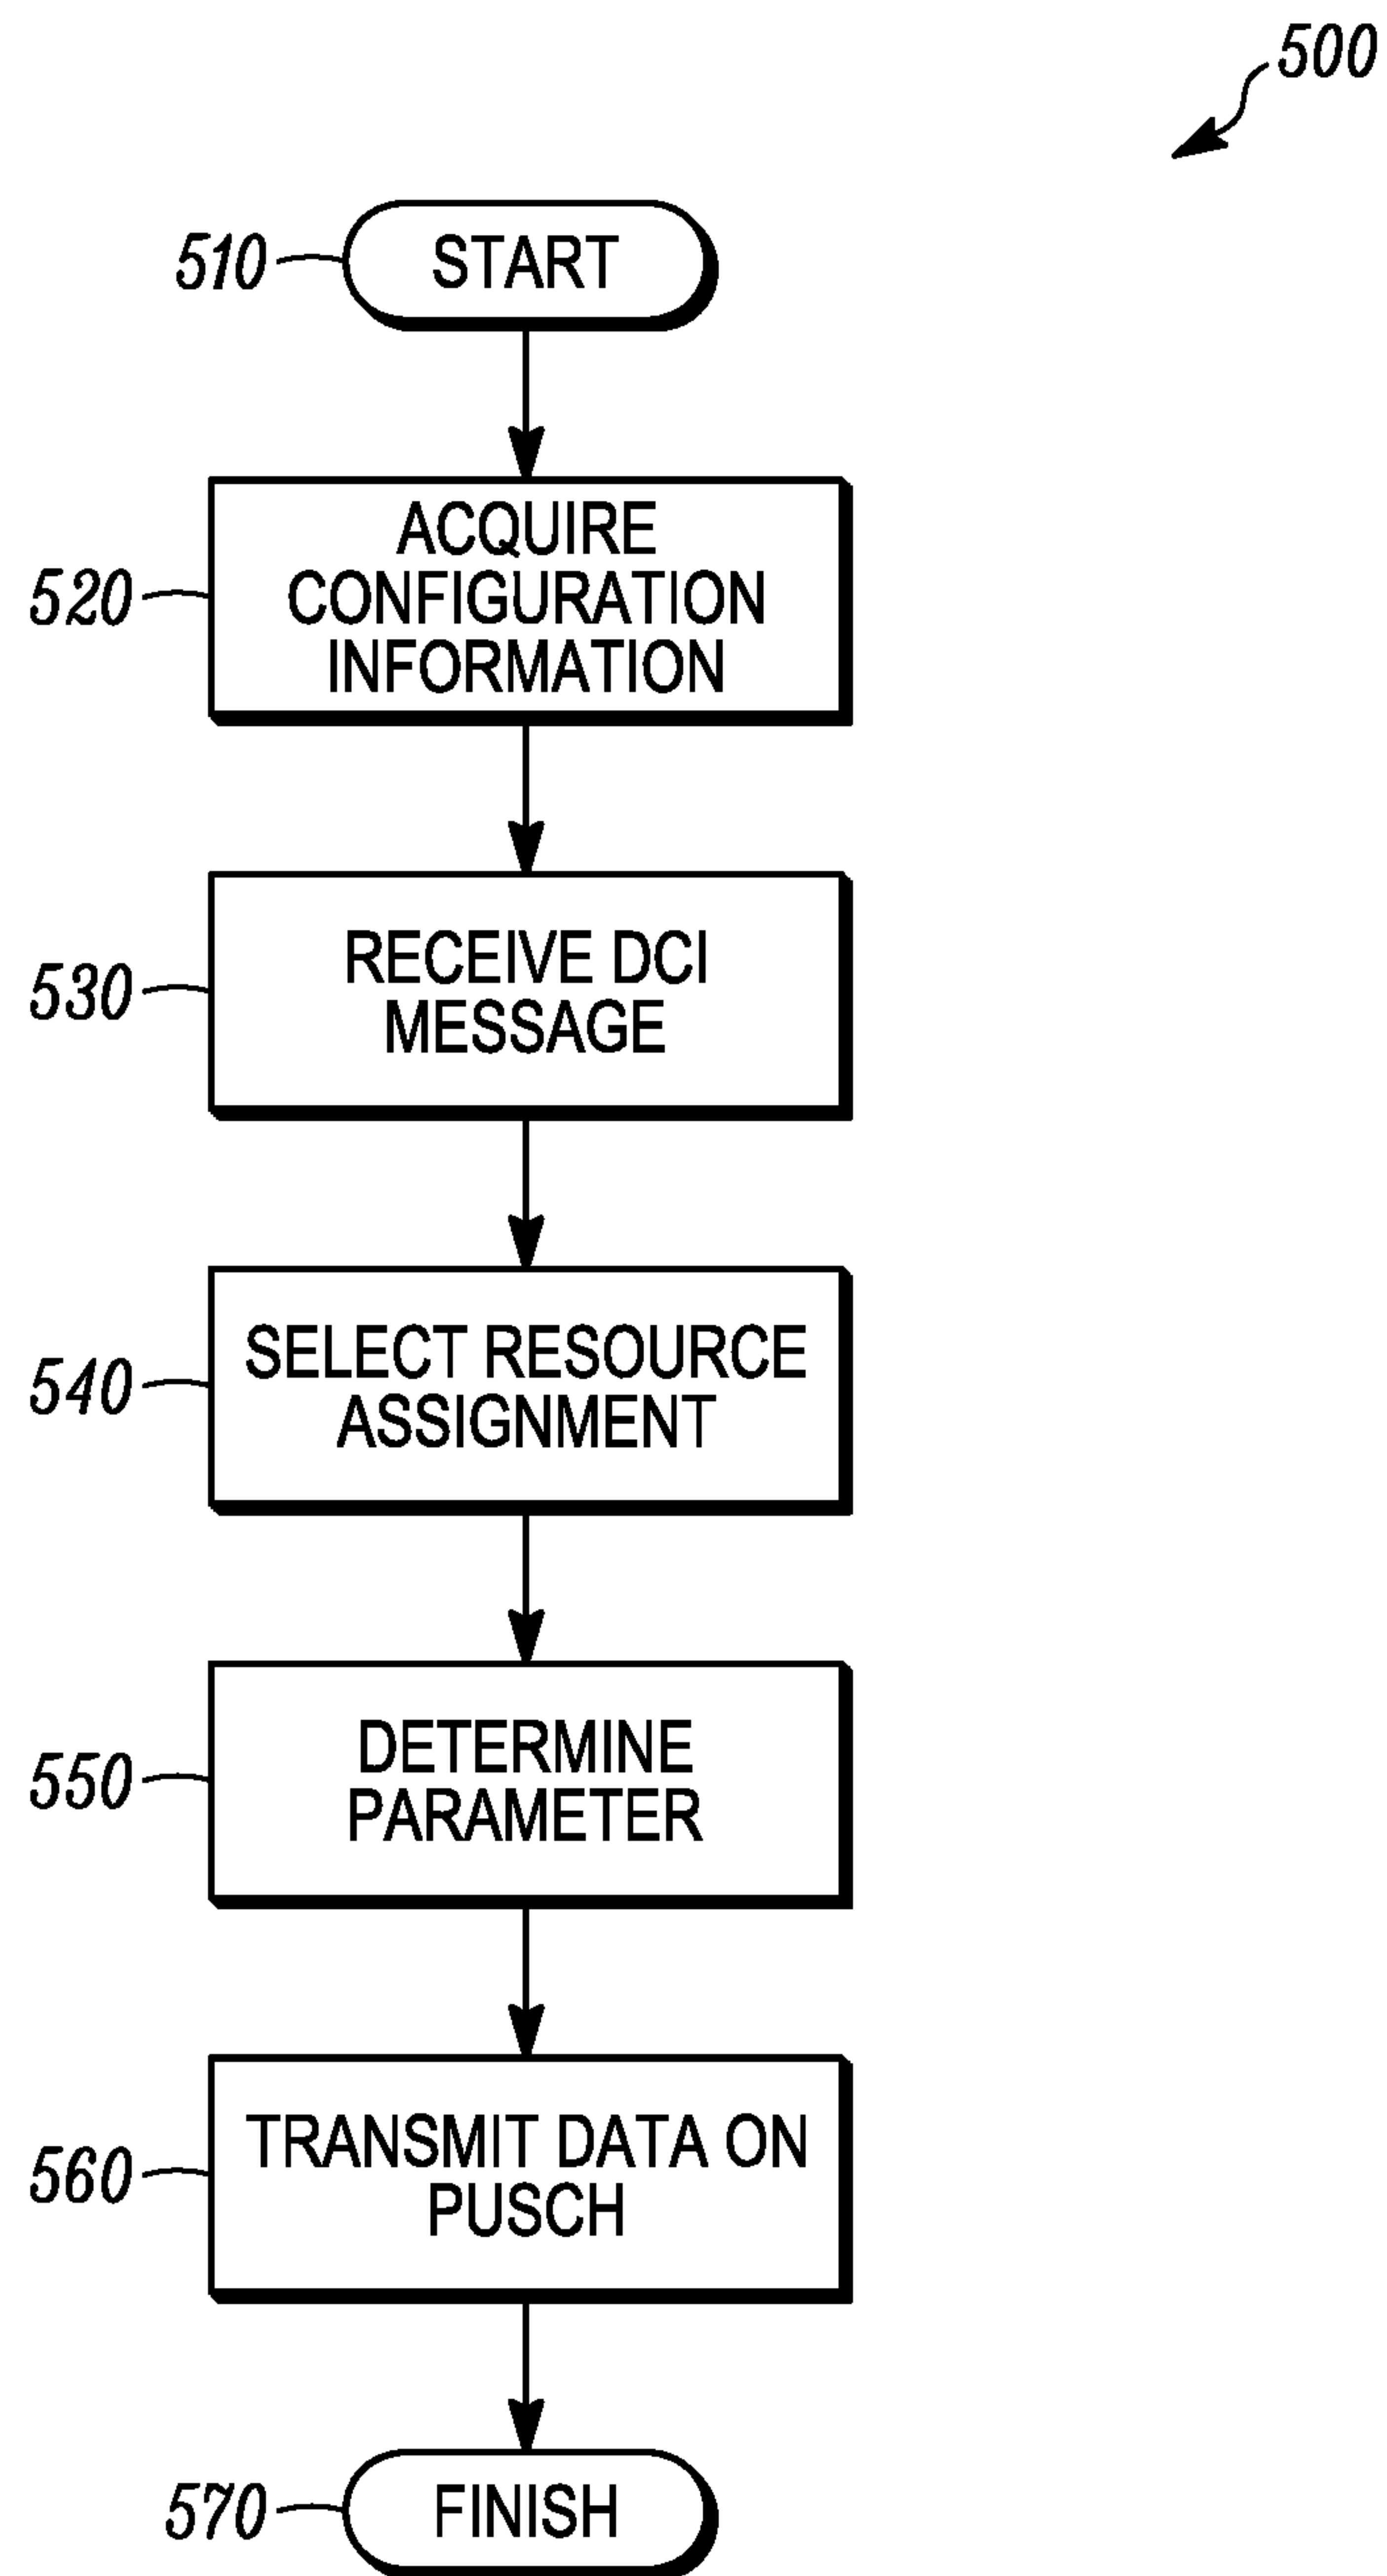 500
510
START
520
ACQUIRE
CONFIGURATION
INFORMATION
530
RECEIVE DCI
MESSAGE
540
SELECT RESOURCE
ASSIGNMENT
550
DETERMINE
PARAMETER
560
TRANSMIT DATA ON
PUSCH
570
FINISH